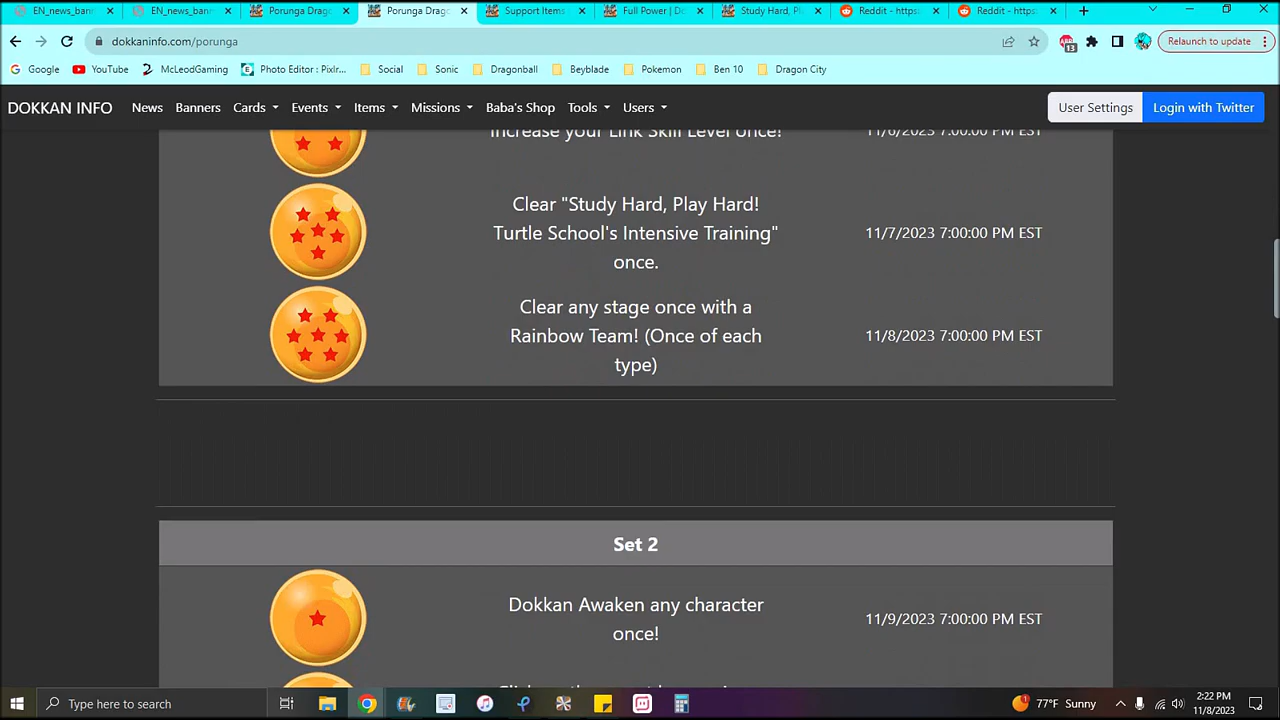 EN_news_bann
EN_news_bann
Porunga Drago
Porunga Drago
Support Items
Full Power | Do
Study Hard, Pl
Reddit - https:
Reddit - https:
dokkaninfo.com/porunga
13
Relaunch to update
Google
YouTube
McLeodGaming
Photo Editor : Pixlr...
Social
Sonic
Dragonball
Beyblade
Pokemon
Ben 10
Dragon City
DOKKAN INFO
News
Banners
Cards
Events
Items
Missions
Baba's Shop
Tools
Users
User Settings
Login with Twitter
Increase your Link Skill Level once!
11/6/2023 7:00:00 PM EST
Clear "Study Hard, Play Hard!
Turtle School's Intensive Training"
once.
11/7/2023 7:00:00 PM EST
Clear any stage once with a
Rainbow Team! (Once of each
type)
11/8/2023 7:00:00 PM EST
Set 2
Dokkan Awaken any character
once!
11/9/2023 7:00:00 PM EST
Type here to search
1
77°F Sunny
2:22 PM
11/8/2023